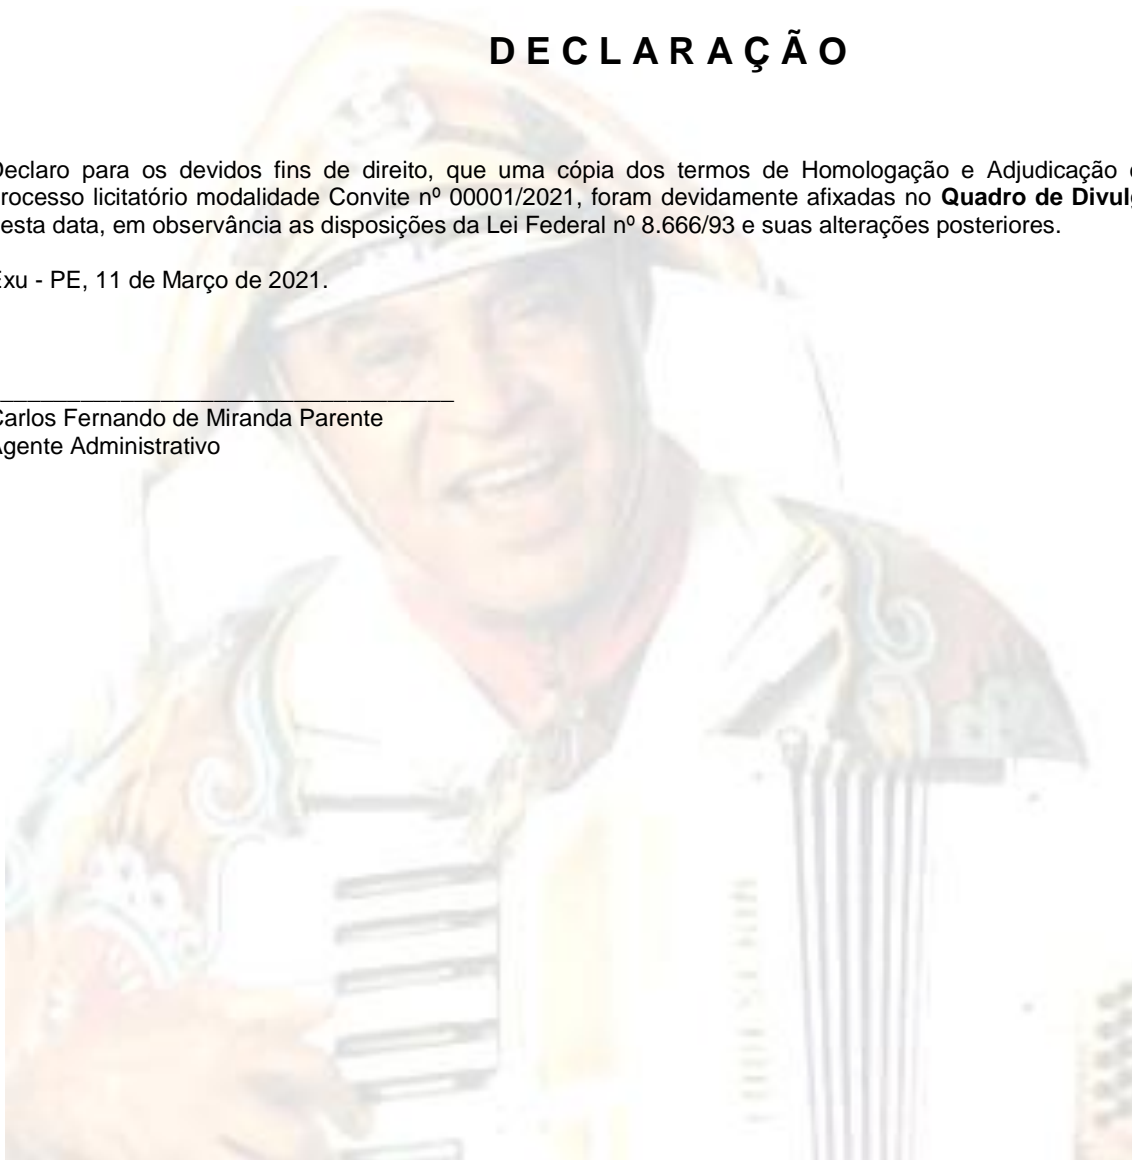 D E C L A R A Ç Ã O
Declaro para os devidos fins de direito, que uma cópia dos termos de Homologação e Adjudicação
rocesso licitatório modalidade Convite nº 00001/2021, foram devidamente afixadas no Quadro de Divulg
esta data, em observância as disposições da Lei Federal nº 8.666/93 e suas alterações posteriores.
Exu - PE, 11 de Março de 2021.
Carlos Fernando de Miranda Parente
Agente Administrativo